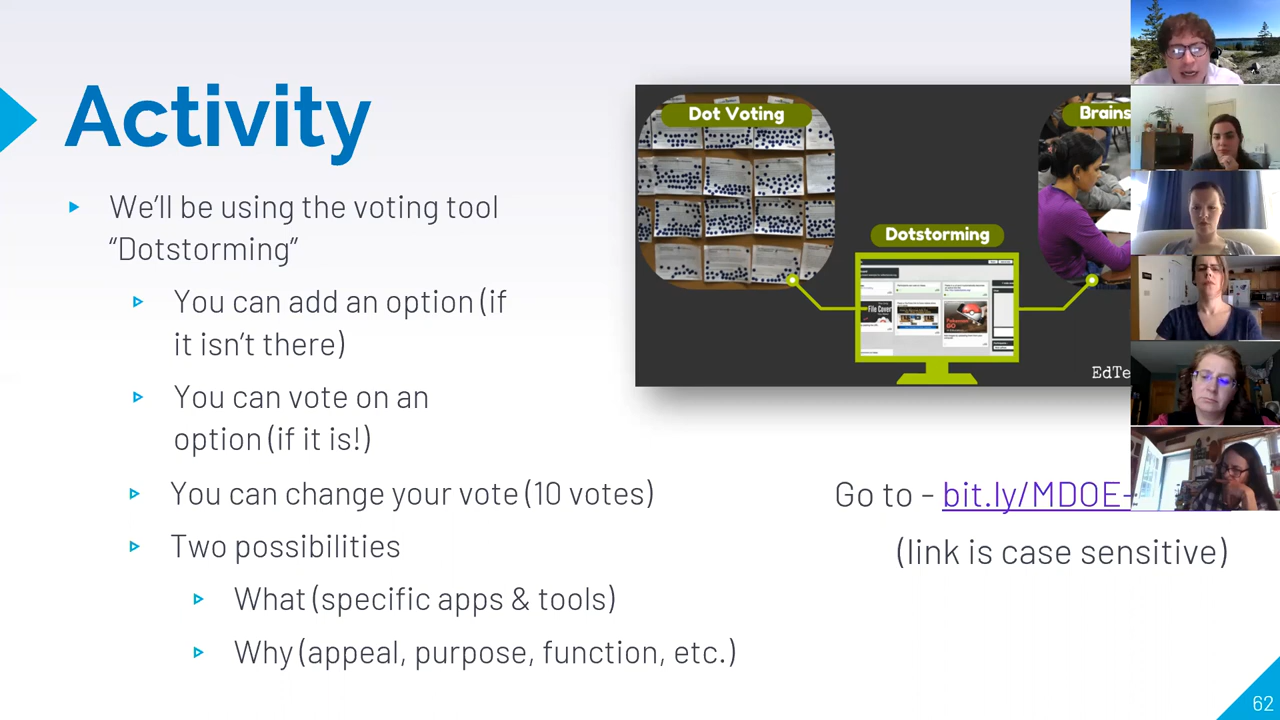 Activity
We'll be using the voting tool
“Dotstorming”
You can add an option (if
it isn't there)
You can vote on an
option (if it is!)
You can change your vote (10 votes)
Two possibilities
What (specific apps & tools)
Why (appeal, purpose, function, etc.)
Dot Voting
Brains
Dotstorming
File Cover
EdTe
Go to - bit.ly/MDOE-
(link is case sensitive)
62